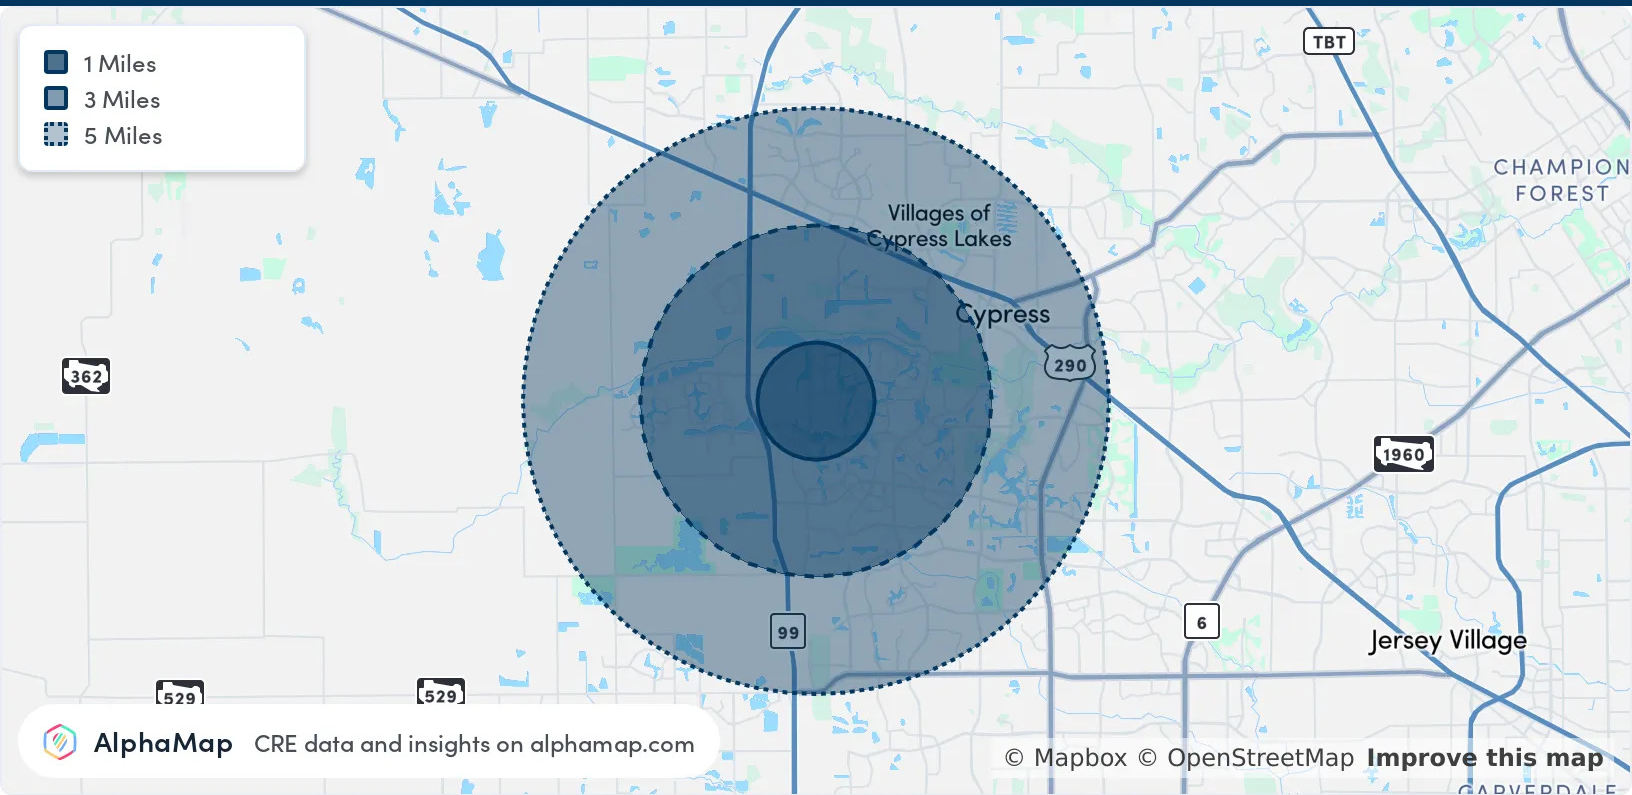 1 Miles
3 Miles
5 Miles
TBT
CHAMPION
FOREST
Villages of
Cypress Lakes
Cypress
290
362
1960
99
6
Jersey Village
529
529
AlphaMap CRE data and insights on alphamap.com
© Mapbox © OpenStreetMap Improve this map
CARVERDALE